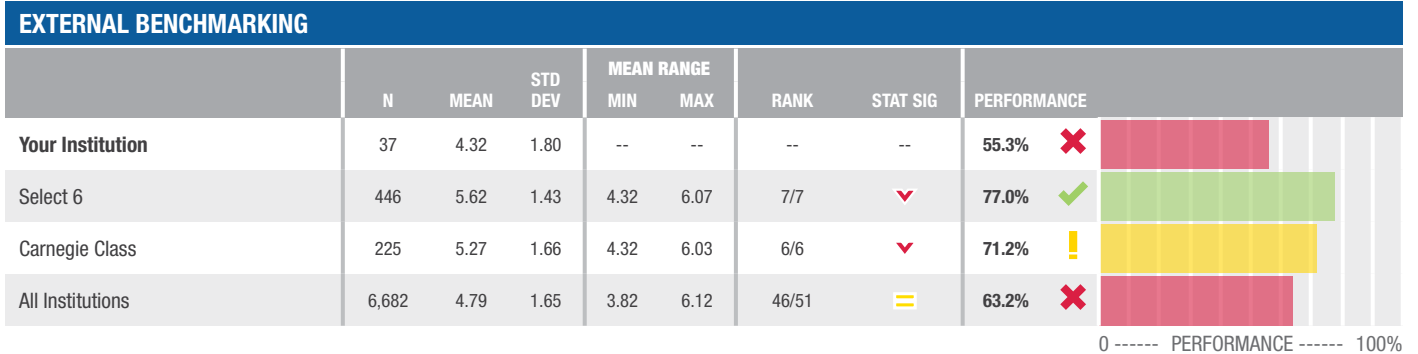 EXTERNAL BENCHMARKING
N MEAN STD DEV MEAN RANGE MIN MAX RANK STAT SIG PERFORMANCE
Your Institution 37 4.32 1.80 -- -- -- -- 55.3%
Select 6 446 5.62 1.43 4.32 6.07 7/7 77.0%
Carnegie Class 225 5.27 1.66 4.32 6.03 6/6 71.2%
All Institutions 6,682 4.79 1.65 3.82 6.12 46/51 63.2%
0 ------ PERFORMANCE ------ 100%